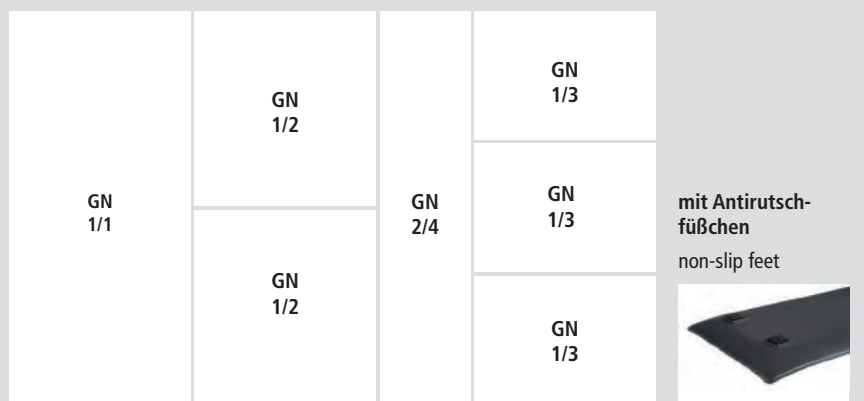 GN
1/1
GN
1/2
GN
1/2
GN
2/4
GN
1/3
GN
1/3
GN
1/3
mit Antirutsch-
füßchen
non-slip feet